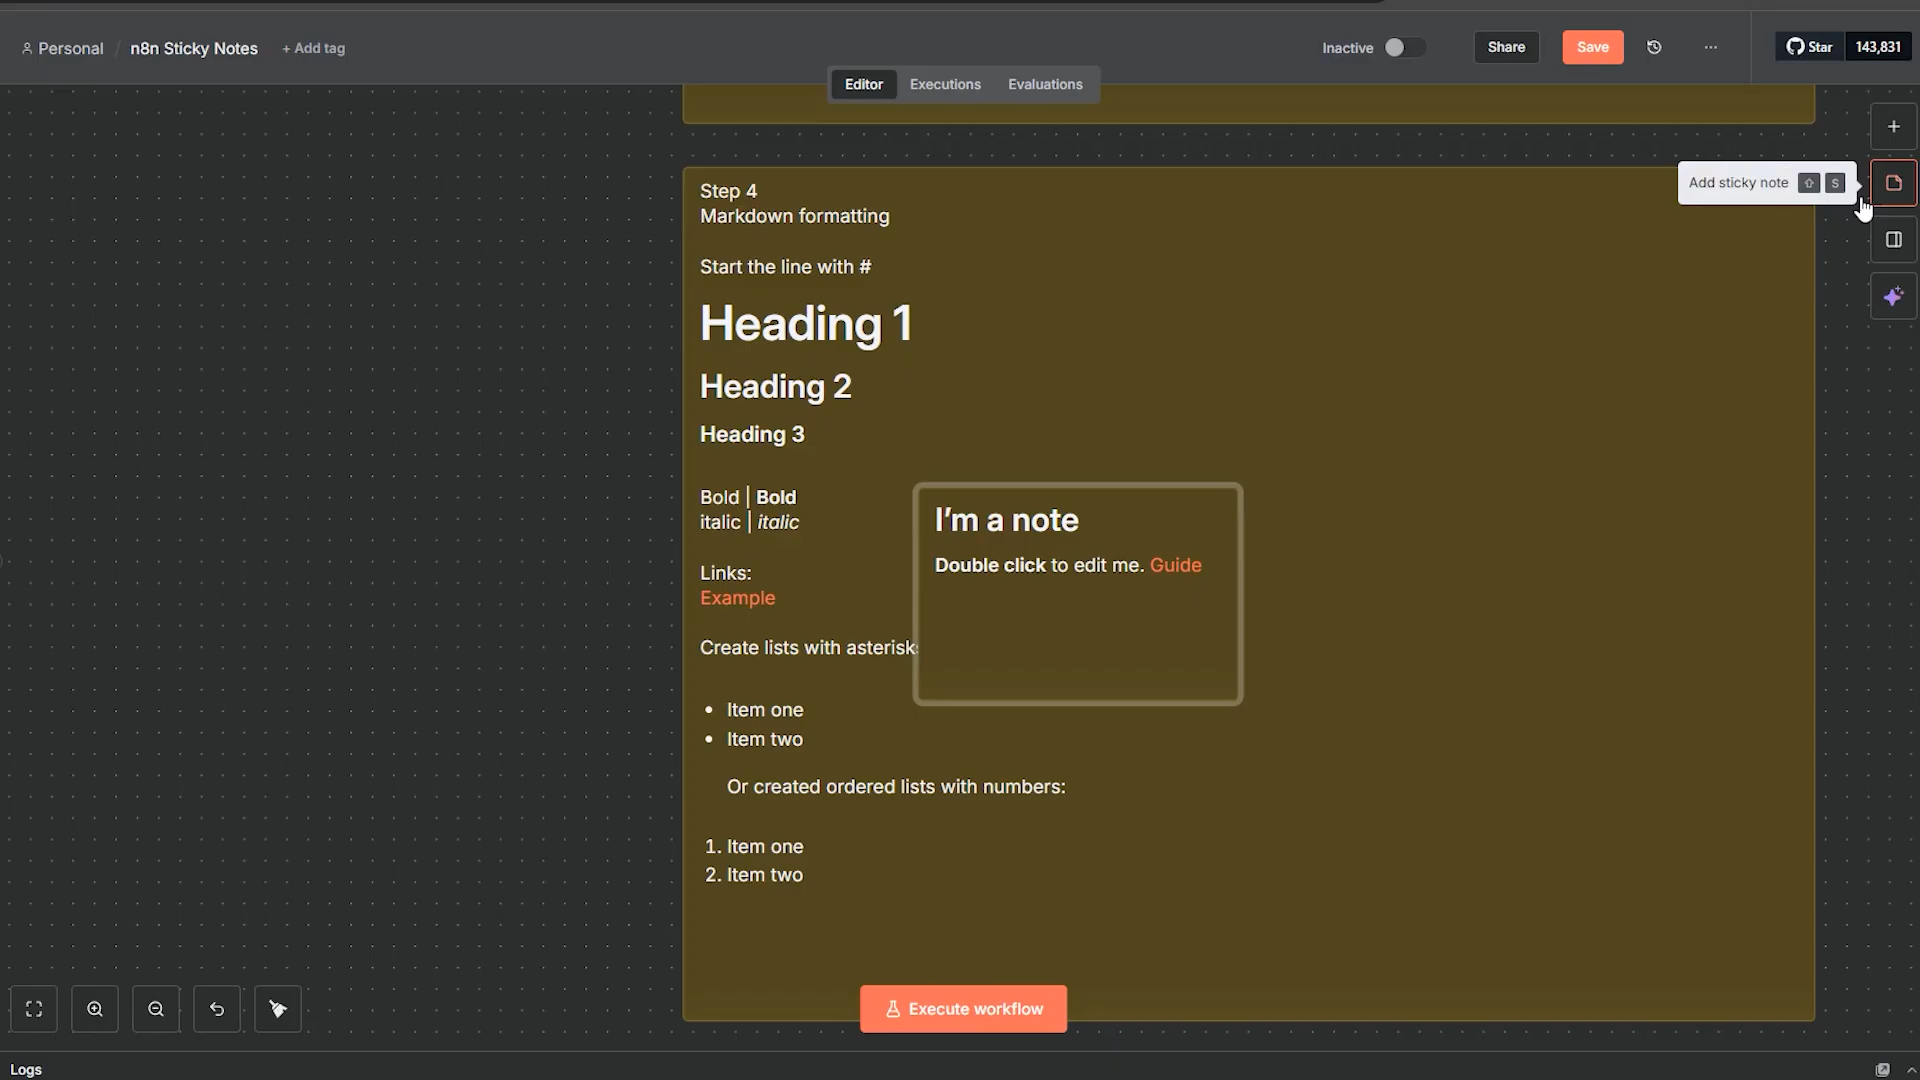 Personal / n8n Sticky Notes + Add tag
Inactive
Share
Save
Star 143,831
Editor Executions Evaluations
Add sticky note S
Step 4
Markdown formatting
Start the line with #
Heading 1
Heading 2
Heading 3
Bold | Bold
italic | italic
Links:
Example
Create lists with asterisk
I'm a note
Double click to edit me. Guide
• Item one
• Item two
Or created ordered lists with numbers:
1. Item one
2. Item two
Execute workflow
Logs